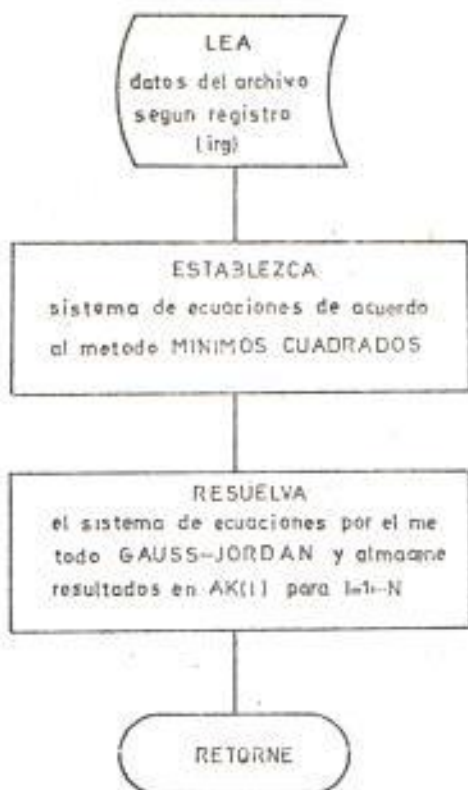 LEA
datos del archivo
segun registro
(irg)
ESTABLEZCA
sistema de ecuaciones de acuerdo
al metodo MINIMOS CUADRADOS
RESUELVA
el sistema de ecuaciones por el me
todo GAUSS-JORDAN y almacne
resultados en AK(I) para I=1--N
RETORNE